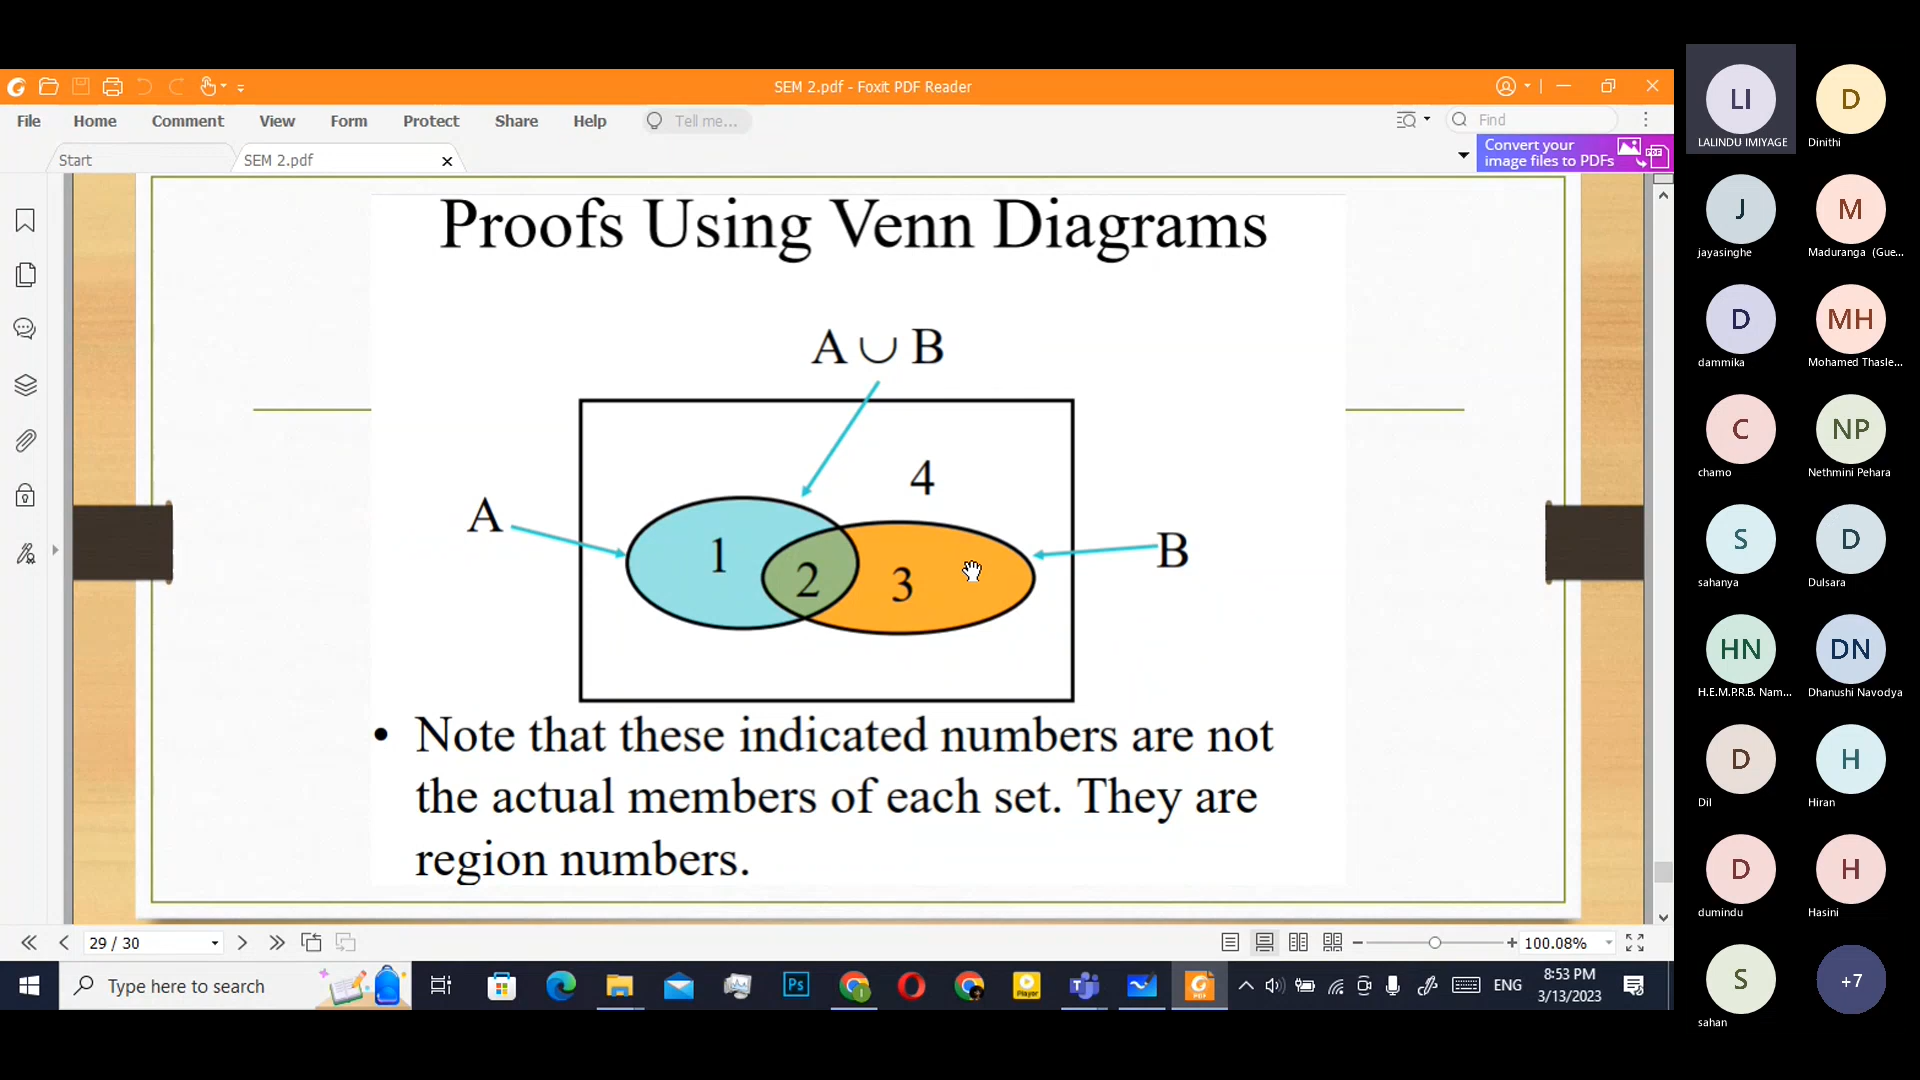 SEM 2.pdf - Foxit PDF Reader
File Home Comment View Form Protect Share Help Tell me... Find
Start SEM 2.pdf × Convert your
image files to PDFs
PDF
Proofs Using Venn Diagrams
A ∪ B
4
A
1
2
3
B
• Note that these indicated numbers are not
the actual members of each set. They are
region numbers.
29 / 30
100.08%
Type here to search
Ps
Player
ENG
8:53 PM
3/13/2023
LI
LALINDU IMIYAGE
D
Dinithi
J
jayasinghe
M
Maduranga (Gue...
D
dammika
MH
Mohamed Thasle...
C
chamo
NP
Nethmini Pehara
S
sahanya
D
Dulsara
HN
H.E.M.P.R.B. Nam...
DN
Dhanushi Navodya
D
Dil
H
Hiran
D
dumindu
H
Hasini
S
sahan
+7